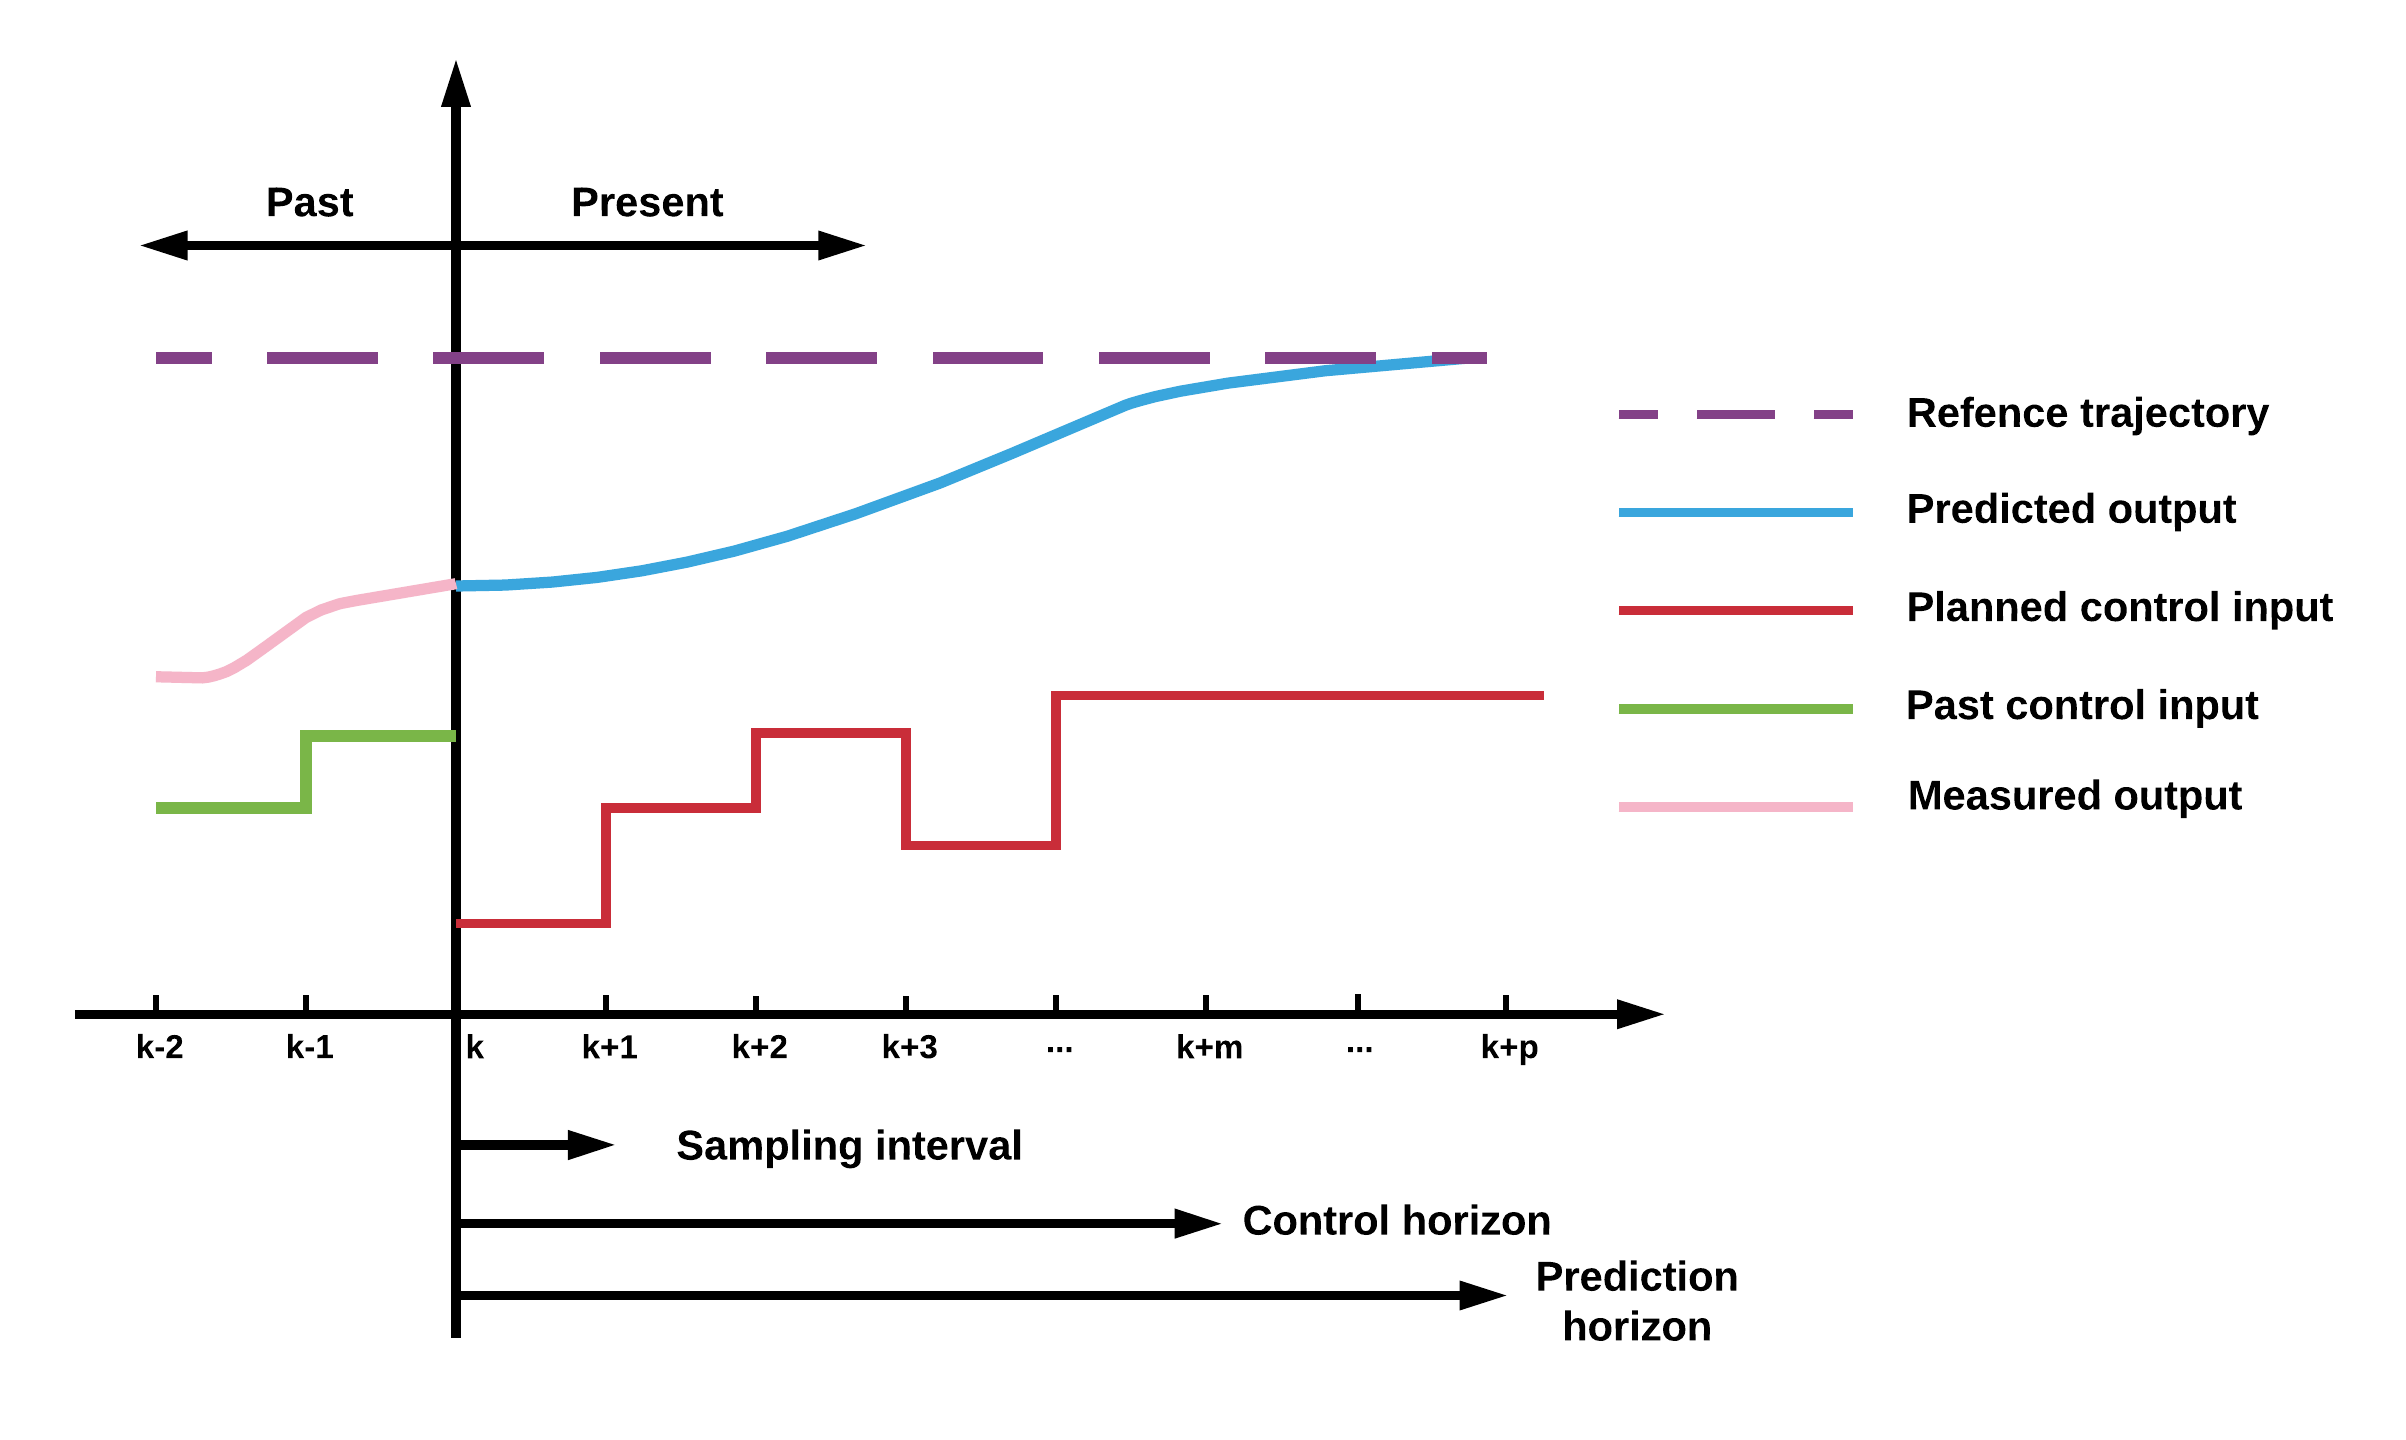 Past
Present
Refence trajectory
Predicted output
Planned control input
Past control input
Measured output
k-2 k-1 k k+1 k+2 k+3 ... k+m ... k+p
Sampling interval
Control horizon
Prediction
horizon